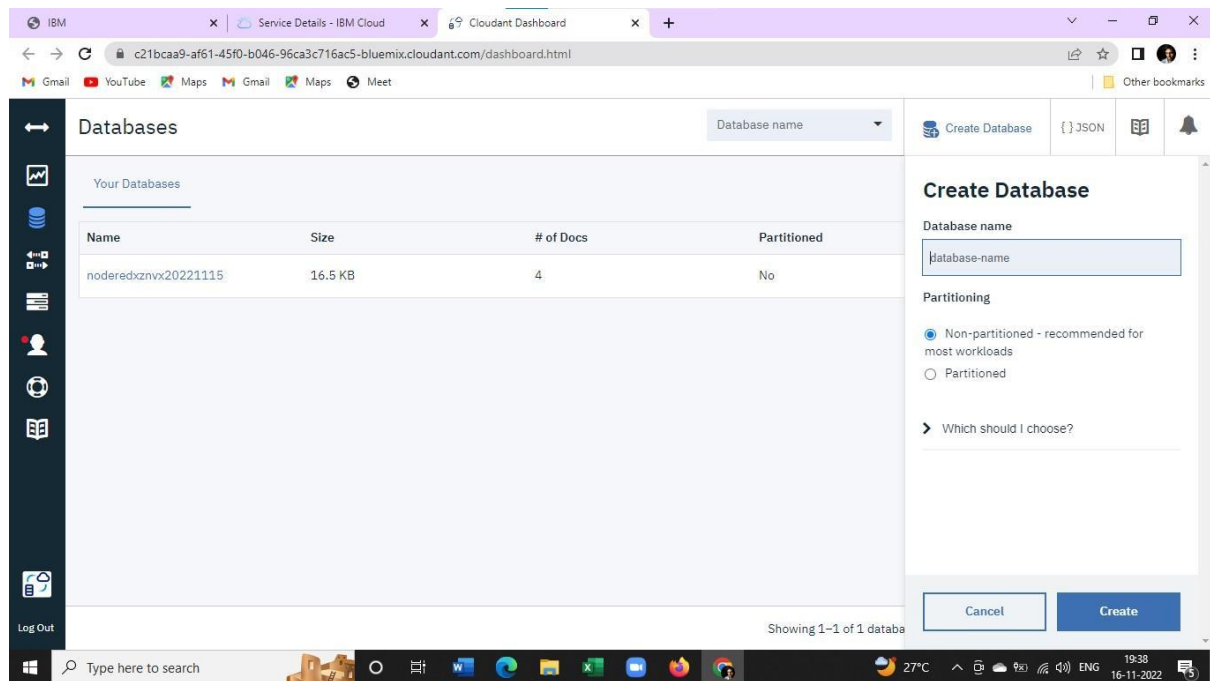 IBM
Service Details - IBM Cloud
Cloudant Dashboard
c21bcaa9-af61-45f0-b046-96ca3c716ac5-bluemix.cloudant.com/dashboard.html
Gmail YouTube Maps Gmail Maps Meet Other bookmarks
Databases
Database name
Create Database
{ } JSON
Your Databases
Name Size # of Docs Partitioned
noderedxznvx20221115 16.5 KB 4 No
Create Database
Database name
database-name
Partitioning
Non-partitioned - recommended for
most workloads
Partitioned
Which should I choose?
Cancel Create
Log Out
Showing 1–1 of 1 databa
Type here to search
27°C ENG
19:38
16-11-2022
5